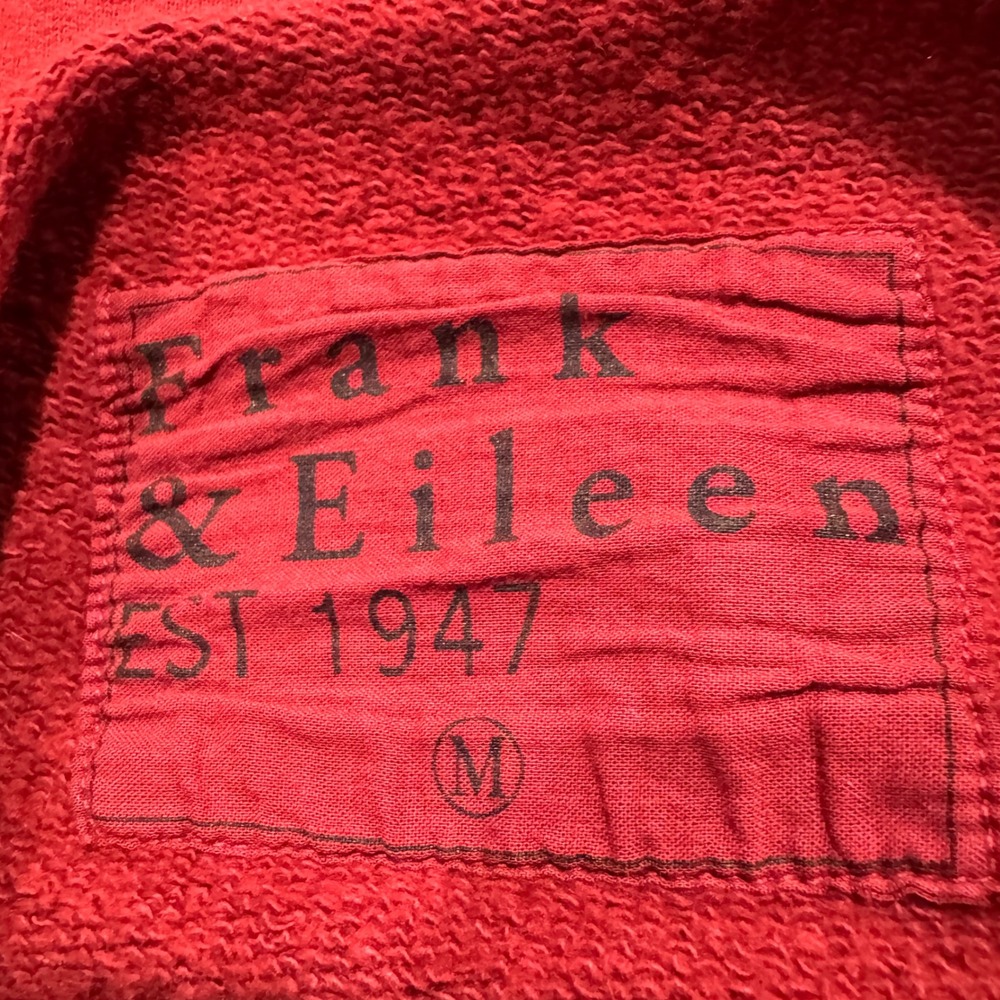 Frank
& Eileen
EST 1947
M